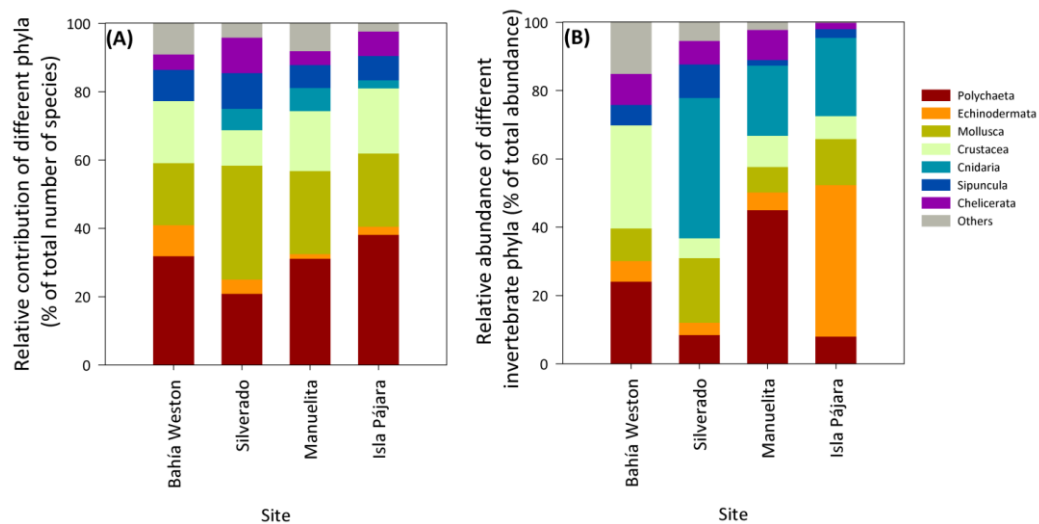 (A)
Relative contribution of different phyla
(% of total number of species)
100
80
60
40
20
0
Bahía Weston
Silverado
Manuelita
Isla Pájara
Site
(B)
Relative abundance of different
invertebrate phyla (% of total abundance)
100
80
60
40
20
0
Bahía Weston
Silverado
Manuelita
Isla Pájara
Site
Polychaeta
Echinodermata
Mollusca
Crustacea
Cnidaria
Sipuncula
Chelicerata
Others